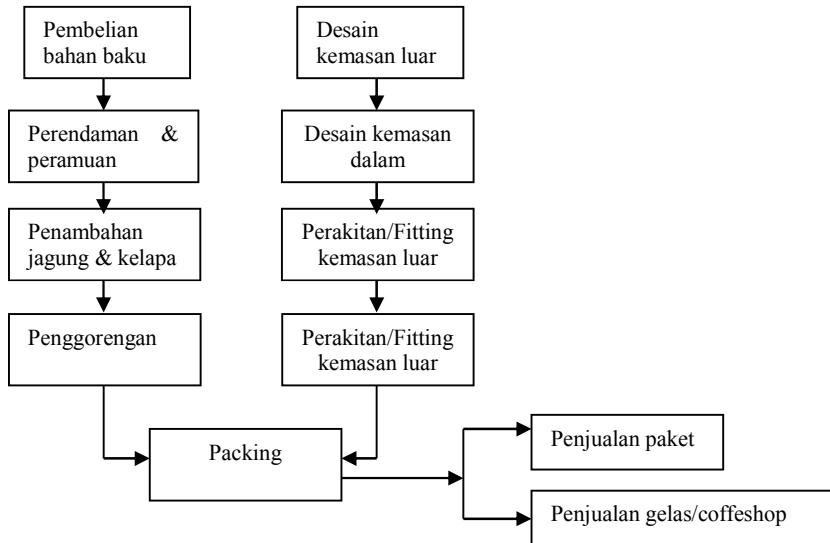 Pembelian
bahan baku
Perendaman & 
peramuan
Penambahan
jagung & kelapa
Penggorengan
Desain
kemasan luar
Desain kemasan
dalam
Perakitan/Fitting
kemasan luar
Perakitan/Fitting
kemasan luar
Packing
Penjualan paket
Penjualan gelas/coffeshop